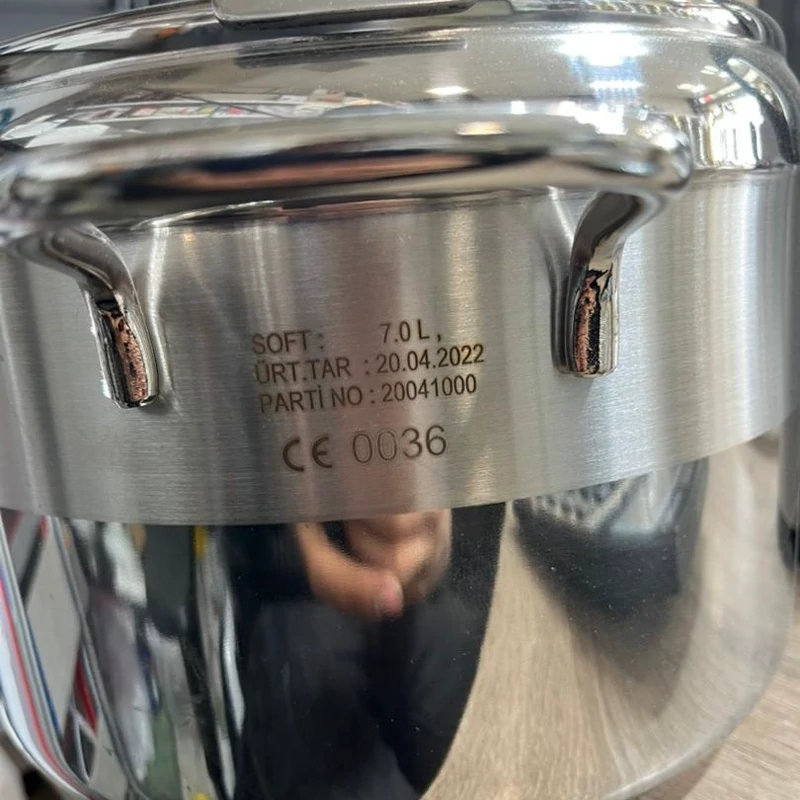 SOFT : 7.0 L ,
ÜRT.TAR : 20.04.2022
PARTİ NO : 20041000
CE 0036